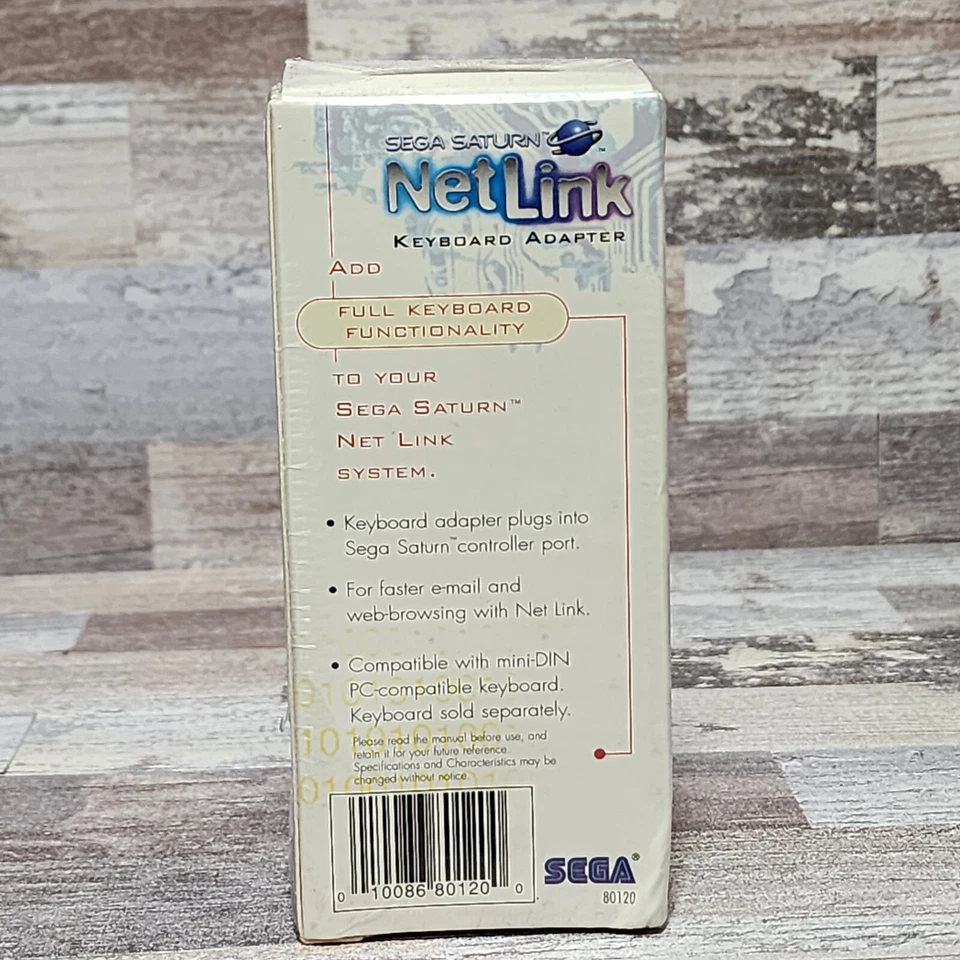 SEGA SATURN™
NetLink™
KEYBOARD ADAPTER
ADD
FULL KEYBOARD
FUNCTIONALITY
TO YOUR
SEGA SATURN™
NET LINK
SYSTEM.
• Keyboard adapter plugs into
Sega Saturn™ controller port.
• For faster e-mail and
web-browsing with Net Link.
• Compatible with mini-DIN
PC-compatible keyboard.
Keyboard sold separately.
Please read the manual before use, and
retain it for your future reference.
Specifications and Characteristics may be
changed without notice.
0 10086 80120 0
SEGA®
80120